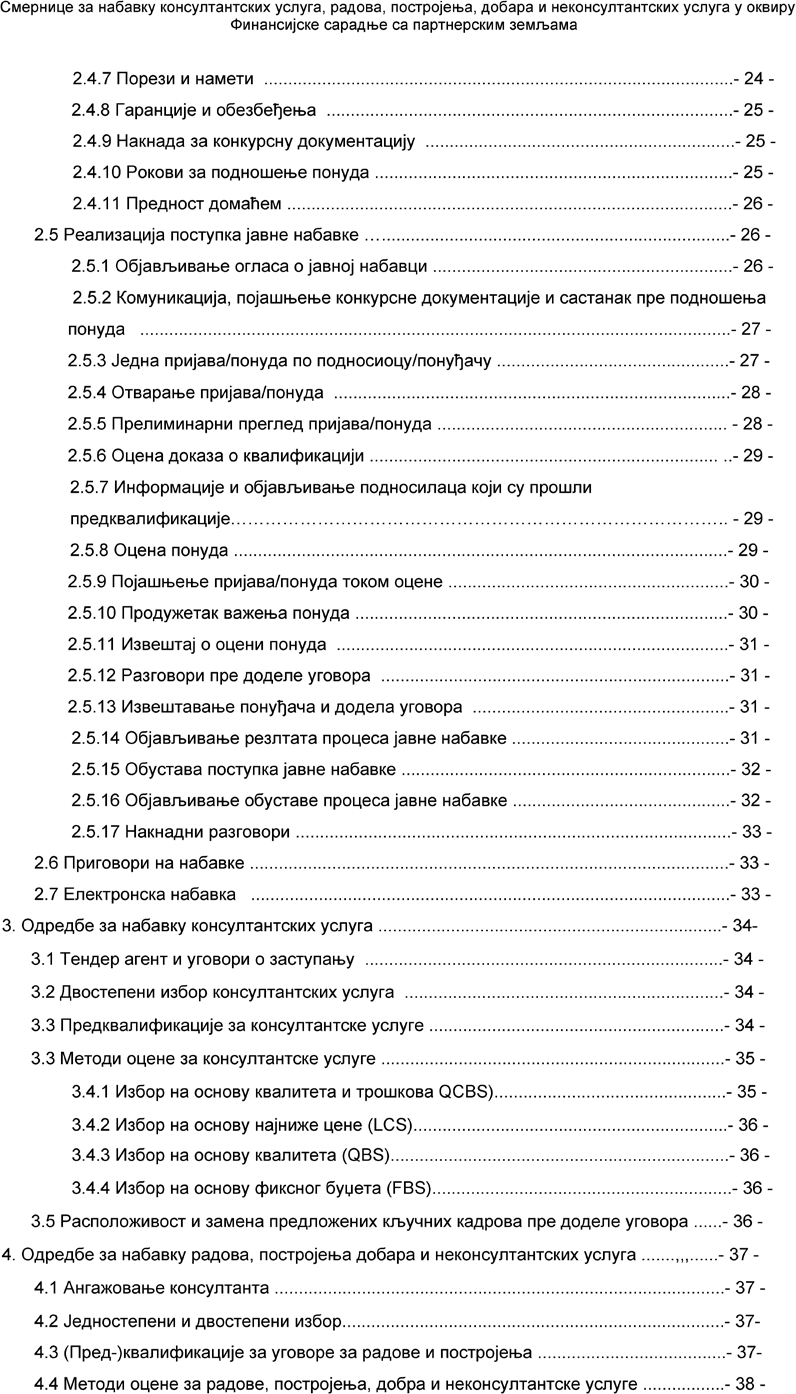 Смернице за набавку консултантских услуга, радова, постројења, добара и неконсултантских услуга у оквиру
Финансијске сарадње са партнерским земљама
2.4.7 Порези и намети ..........................................................................................- 24 -
2.4.8 Гаранције и обезбеђења ..............................................................................- 25 -
2.4.9 Накнада за конкурсну документацију ...........................................................- 25 -
2.4.10 Рокови за подношење понуда .....................................................................- 25 -
2.4.11 Предност домаћем .....................................................................................- 26 -
2.5 Реализација поступка јавне набавке ….................................................................- 26 -
2.5.1 Објављивање огласа о јавној набавци .........................................................- 26 -
2.5.2 Комуникација, појашњење конкурсне документације и састанак пре подношења
понуда .................................................................................................................- 27 -
2.5.3 Једна пријава/понуда по подносиоцу/понуђачу ............................................- 27 -
2.5.4 Отварање пријава/понуда ............................................................................- 28 -
2.5.5 Прелиминарни преглед пријава/понуда ....................................................... - 28 -
2.5.6 Оцена доказа о квалификацији .................................................................. ..- 29 -
2.5.7 Информације и објављивање подносилаца који су прошли
предквалификације………………………………………………………………………….. - 29 -
2.5.8 Оцена понуда ..............................................................................................- 29 -
2.5.9 Појашњење пријава/понуда током оцене .....................................................- 30 -
2.5.10 Продужетак важења понуда .......................................................................- 30 -
2.5.11 Извештај о оцени понуда ...........................................................................- 31 -
2.5.12 Разговори пре доделе уговора ...................................................................- 31 -
2.5.13 Извештавање понуђача и додела уговора .................................................- 31 -
2.5.14 Објављивање резлтата процеса јавне набавке ..........................................- 31 -
2.5.15 Обустава поступка јавне набавке ...............................................................- 32 -
2.5.16 Објављивање обуставе процеса јавне набавке ..........................................- 32 -
2.5.17 Накнадни разговори ...................................................................................- 33 -
2.6 Приговори на набавке ............................................................................................- 33 -
2.7 Електронска набавка ............................................................................................- 33 -
3. Одредбе за набавку консултантских услуга ..................................................................- 34-
3.1 Тендер агент и уговори о заступању .....................................................................- 34 -
3.2 Двостепени избор консултантских услуга .............................................................- 34 -
3.3 Предквалификације за консултантске услуге .........................................................- 34 -
3.3 Методи оцене за консултантске услуге ..................................................................- 35 -
3.4.1 Избор на основу квалитета и трошкова QCBS).............................................- 35 -
3.4.2 Избор на основу најниже цене (LCS)............................................................- 36 -
3.4.3 Избор на основу квалитета (QBS).................................................................- 36 -
3.4.4 Избор на основу фиксног буџета (FBS).........................................................- 36 -
3.5 Расположивост и замена предложених кључних кадрова пре доделе уговора ......- 36 -
4. Одредбе за набавку радова, постројења добара и неконсултантских услуга .......,,,......- 37 -
4.1 Ангажовање консултанта ......................................................................................- 37 -
4.2 Једностепени и двостепени избор.........................................................................- 37-
4.3 (Пред-)квалификације за уговоре за радове и постројења ....................................- 37-
4.4 Методи оцене за радове, постројења, добра и неконсултантске услуге ................- 38 -